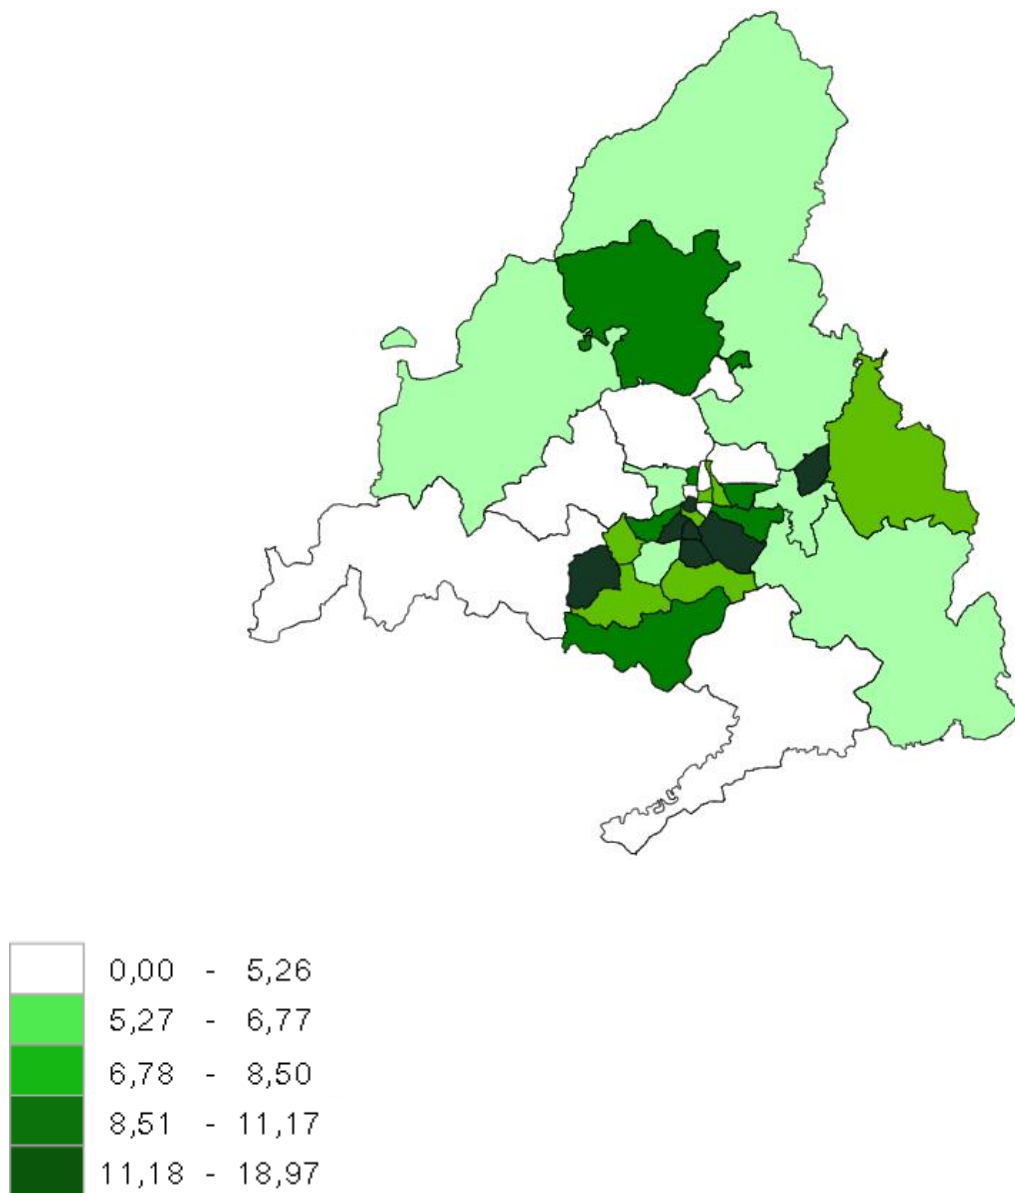 0,00 - 5,26
5,27 - 6,77
6,78 - 8,50
8,51 - 11,17
11,18 - 18,97